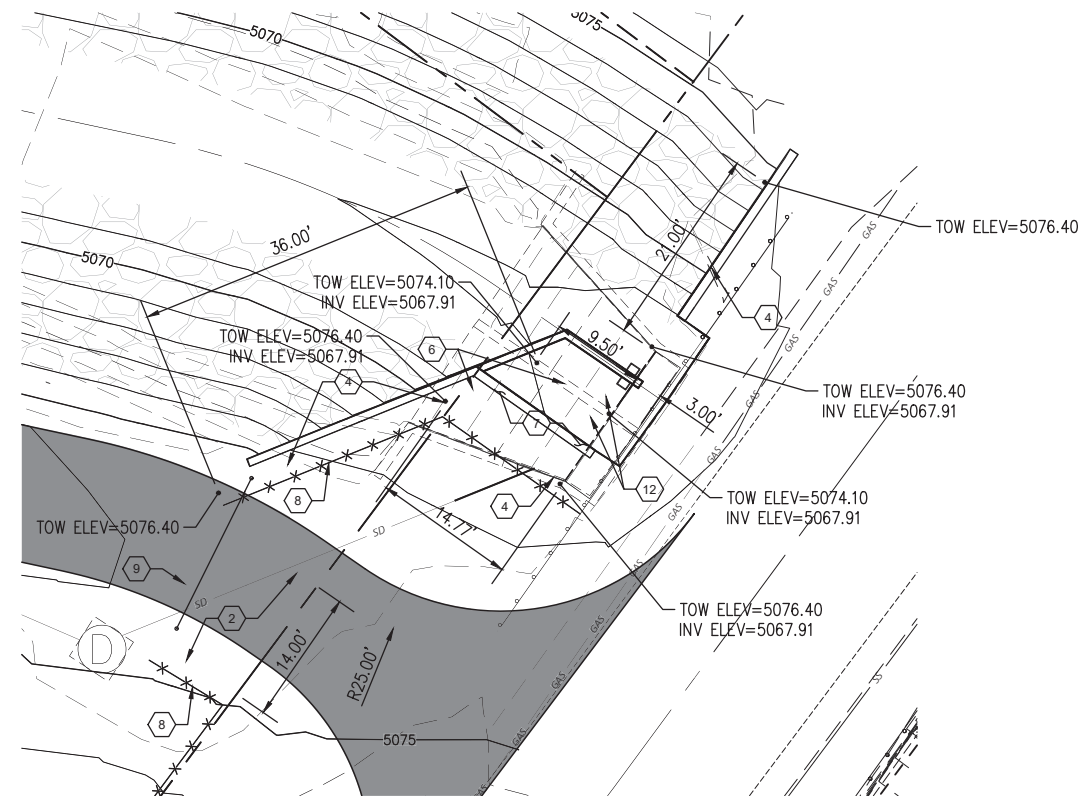 5075
5070
TOW ELEV=5076.40
GAS
21.00'
36.00'
5070
GAS
TOW ELEV=5074.10
INV ELEV=5067.91
4
TOW ELEV=5076.40
INV ELEV=5067.91
9.50'
6
GAS
4
TOW ELEV=5076.40
INV ELEV=5067.91
GAS
3.00'
7
GAS
12
8
4
TOW ELEV=5074.10
INV ELEV=5067.91
GAS
14.77'
TOW ELEV=5076.40
SD
9
SD
2
TOW ELEV=5076.40
INV ELEV=5067.91
GAS
D
14.00'
R25.00'
GAS
SS
8
5075
GAS
GAS